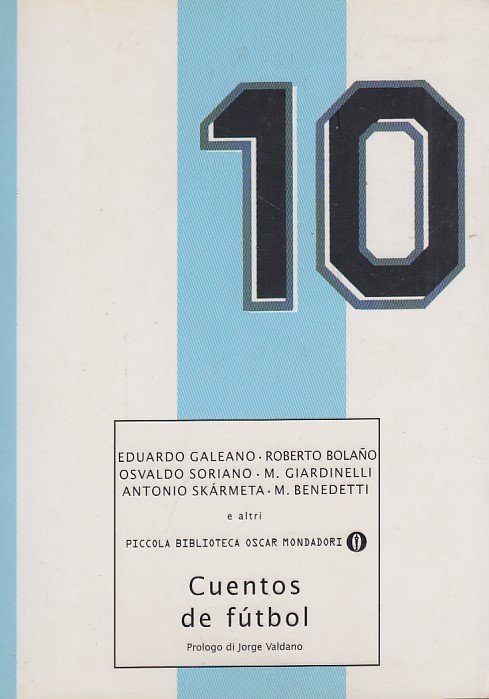 10
EDUARDO GALEANO · ROBERTO BOLAÑO
OSVALDO SORIANO · M. GIARDINELLI
ANTONIO SKÁRMETA · M. BENEDETTI
e altri
PICCOLA BIBLIOTECA OSCAR MONDADORI
Cuentos
de fútbol
Prologo di Jorge Valdano